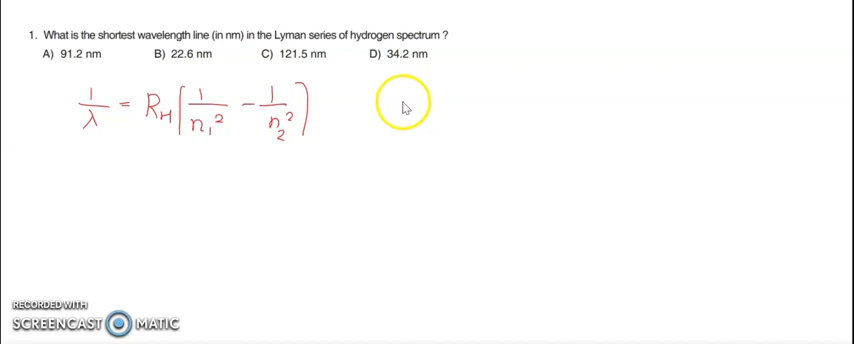 1. What is the shortest wavelength line (in nm) in the Lyman series of hydrogen spectrum ?
A) 91.2 nm B) 22.6 nm C) 121.5 nm D) 34.2 nm
1/λ = R_H (1/n₁² − 1/n₂²)
RECORDED WITH
SCREENCAST MATIC